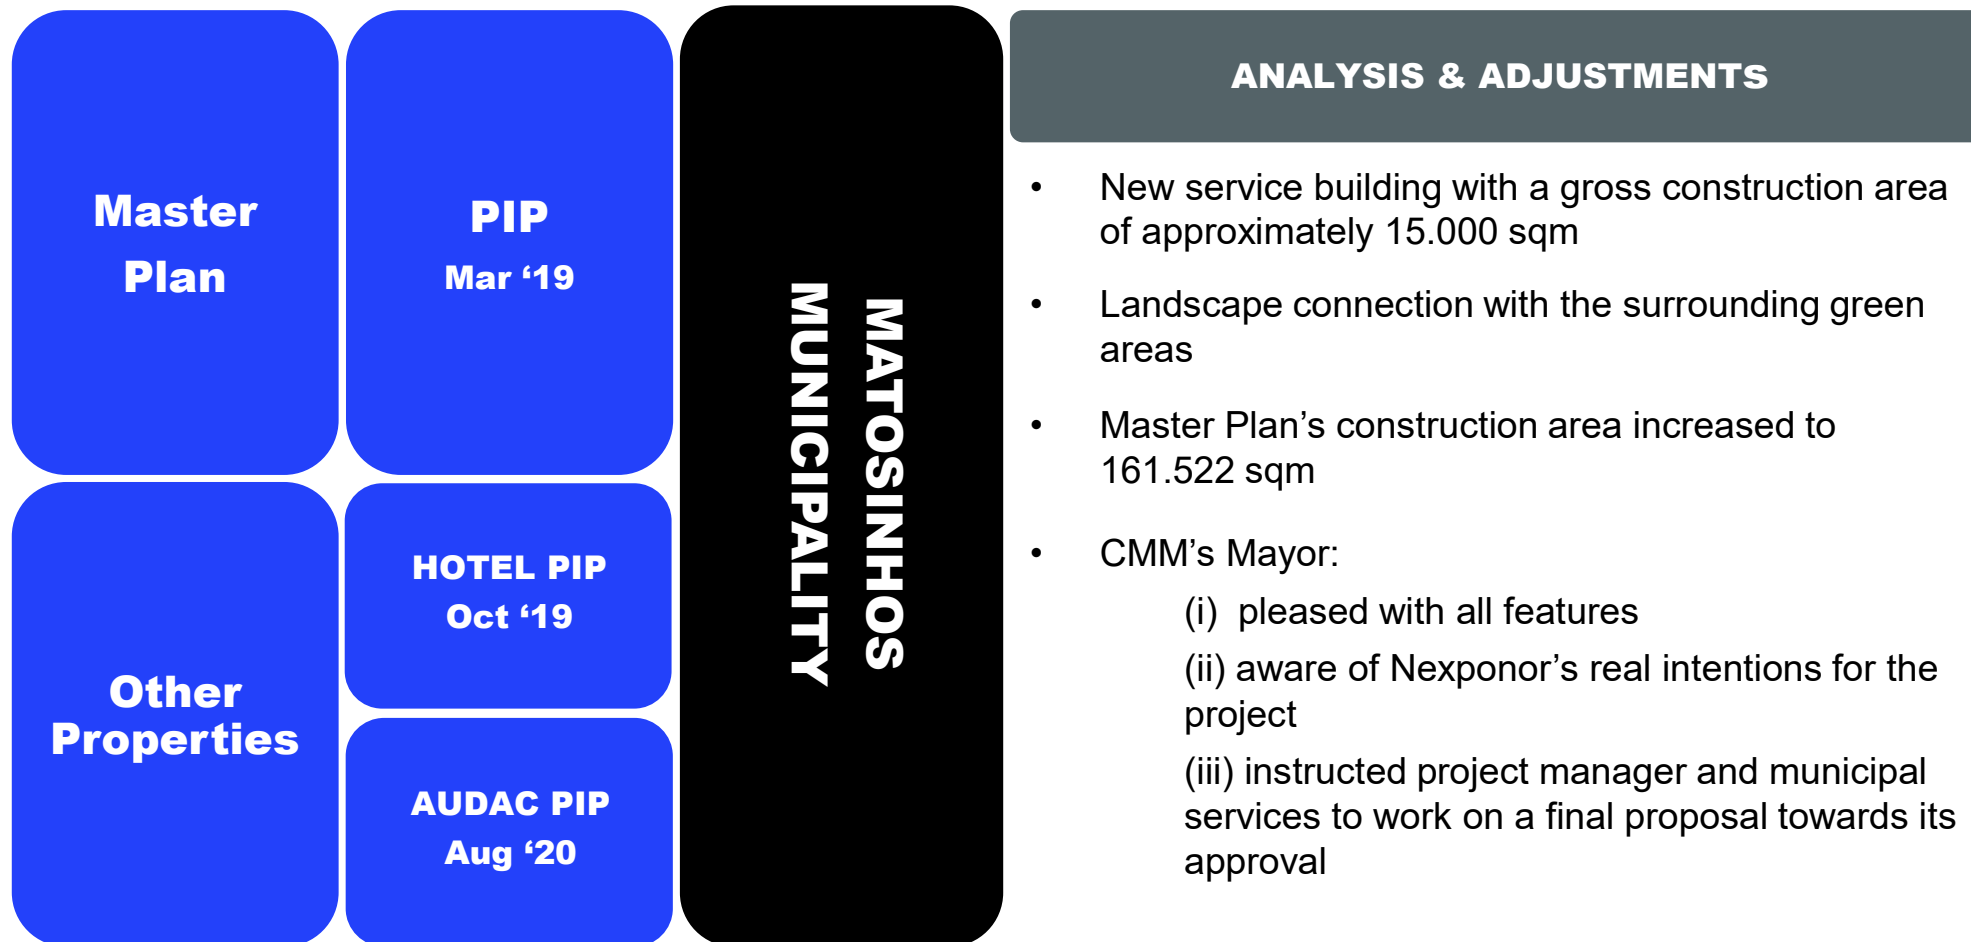 Master
Plan
PIP
Mar ‘19
Other
Properties
HOTEL PIP
Oct ‘19
AUDAC PIP
Aug ‘20
MATOSINHOS
MUNICIPALITY
ANALYSIS & ADJUSTMENTs
• New service building with a gross construction area
of approximately 15.000 sqm
• Landscape connection with the surrounding green
areas
• Master Plan’s construction area increased to
161.522 sqm
• CMM’s Mayor:
(i) pleased with all features
(ii) aware of Nexponor’s real intentions for the
project
(iii) instructed project manager and municipal
services to work on a final proposal towards its
approval